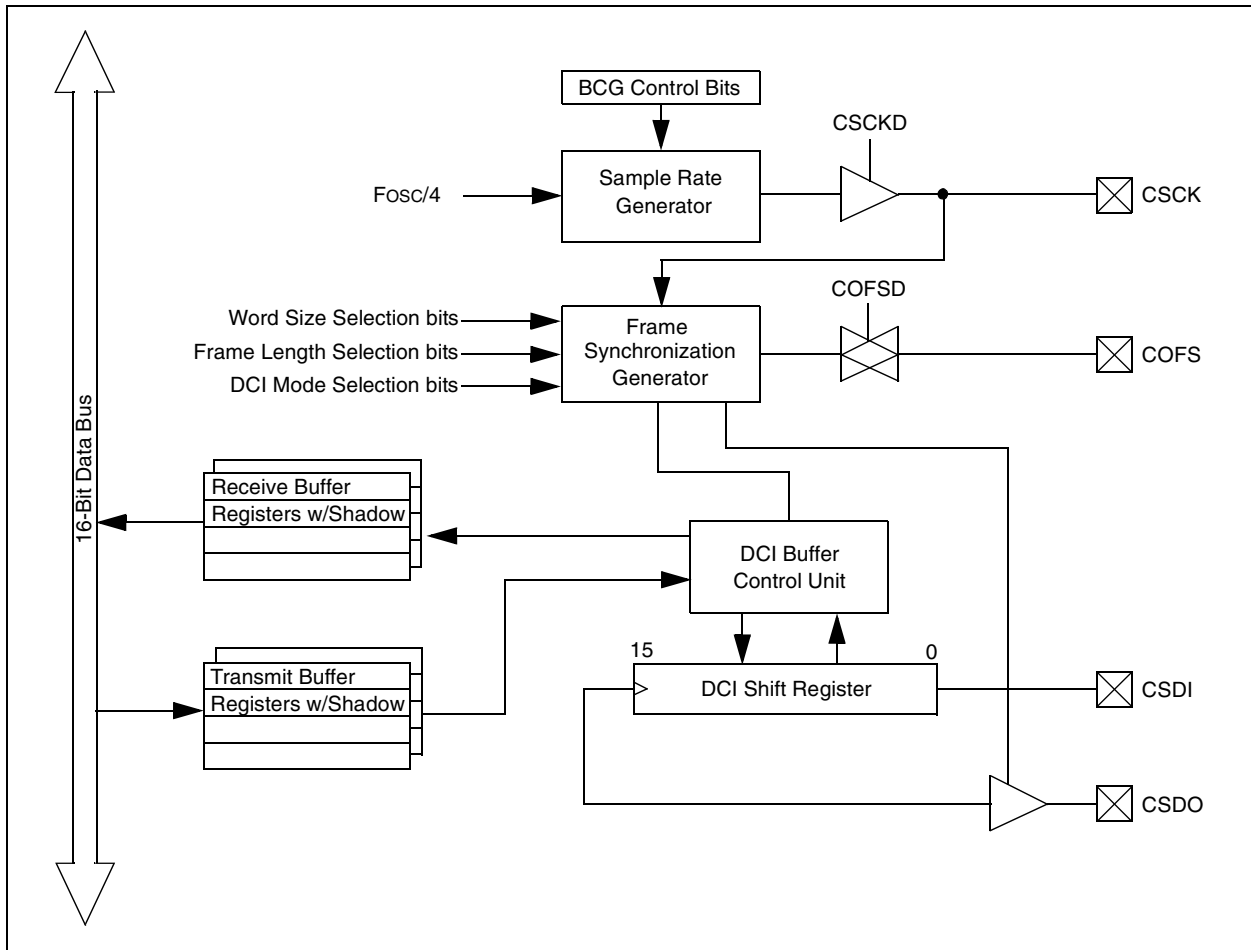 BCG Control Bits
CSCKD
Sample Rate
Generator
FOSC/4
CSCK
COFSD
Word Size Selection bits
Frame Length Selection bits
DCI Mode Selection bits
Frame
Synchronization
Generator
COFS
16-Bit Data Bus
Receive Buffer
Registers w/Shadow
DCI Buffer
Control Unit
Transmit Buffer
Registers w/Shadow
15
0
DCI Shift Register
CSDI
CSDO